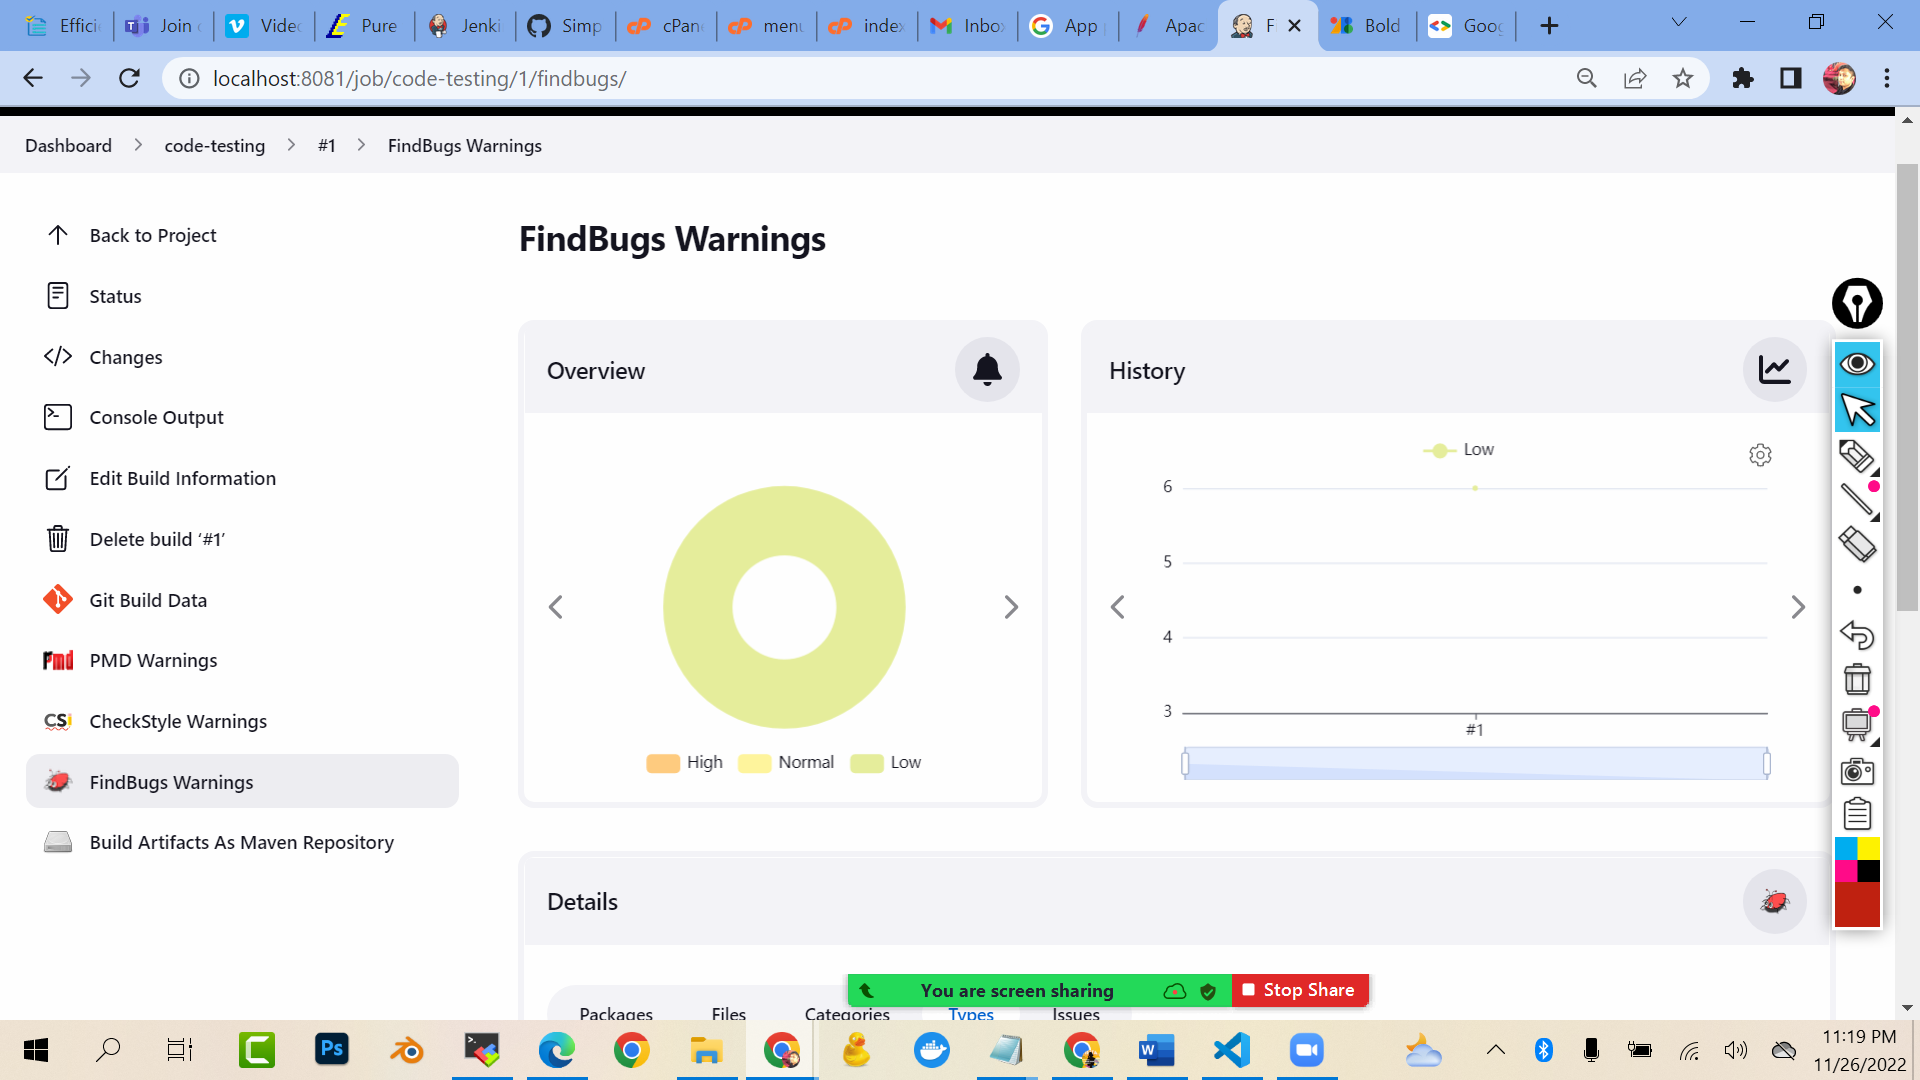 Effici
Join
Vide
Pure
Jenki
Simp
cPan
menu
index
Inbox
App
Apac
F
Bold
Goog
localhost:8081/job/code-testing/1/findbugs/
Dashboard
code-testing
#1
FindBugs Warnings
Back to Project
Status
Changes
Console Output
Edit Build Information
Delete build ‘#1’
Git Build Data
PMD Warnings
CheckStyle Warnings
FindBugs Warnings
Build Artifacts As Maven Repository
FindBugs Warnings
Overview
High
Normal
Low
History
Low
6
5
4
3
#1
Details
Packages
Files
Categories
Types
Issues
You are screen sharing
Stop Share
Ps
11:19 PM
11/26/2022